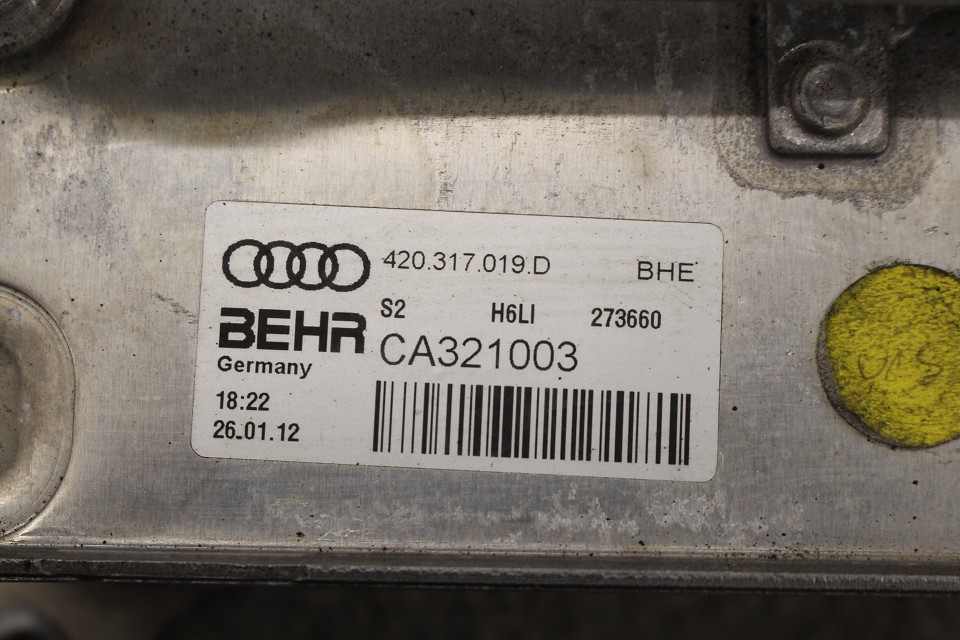 420.317.019.D BHE
S2 H6LI 273660
BEHR CA321003
Germany
18:22
26.01.12